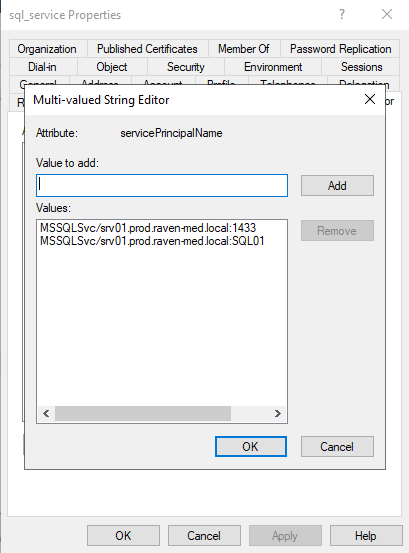 sql_service Properties
Organization Published Certificates Member Of Password Replication
Dial-in Object Security Environment Sessions
Multi-valued String Editor
Attribute: servicePrincipalName
Value to add:
Add
Values:
MSSQLSvc/srv01.prod.raven-med.local:1433
MSSQLSvc/srv01.prod.raven-med.local:SQL01
Remove
OK Cancel
OK Cancel Apply Help